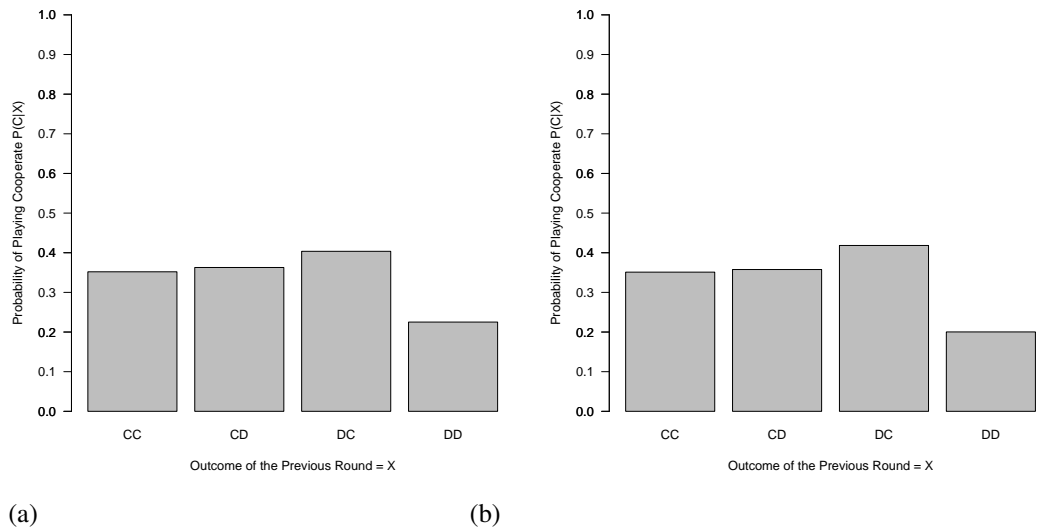 Probability of Playing Cooperate P(C|X)
1.0
0.9
0.8
0.7
0.6
0.5
0.4
0.3
0.2
0.1
0.0
CC CD DC DD
Outcome of the Previous Round = X
(a)
Probability of Playing Cooperate P(C|X)
1.0
0.9
0.8
0.7
0.6
0.5
0.4
0.3
0.2
0.1
0.0
CC CD DC DD
Outcome of the Previous Round = X
(b)